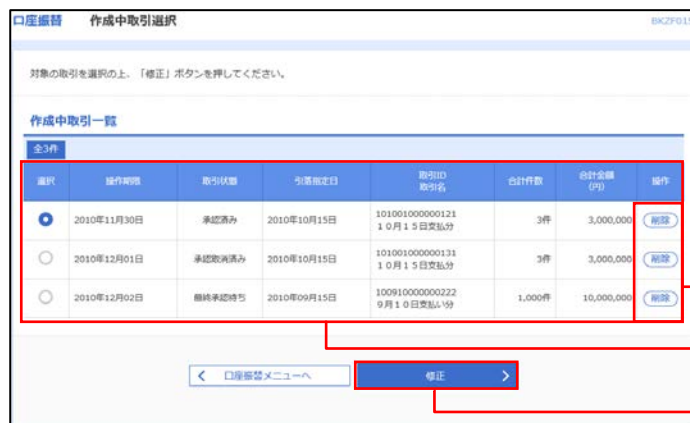 口座振替 作成中取引選択 BKZF015
対象の取引を選択の上、「修正」ボタンを押してください。
作成中取引一覧
全3件
選択 操作期限 取引状態 引落指定日 取引ID 取引名 合計件数 合計金額(円) 操作
2010年11月30日 承認済み 2010年10月15日 101001000000121 3件 3,000,000 削除
10月15日支払分
2010年12月01日 承認取消済み 2010年10月15日 101001000000131 3件 3,000,000 削除
10月15日支払分
2010年12月02日 最終承認待ち 2010年09月15日 100910000000222 1,000件 10,000,000 削除
9月10日支払い分
口座振替メニューへ 修正